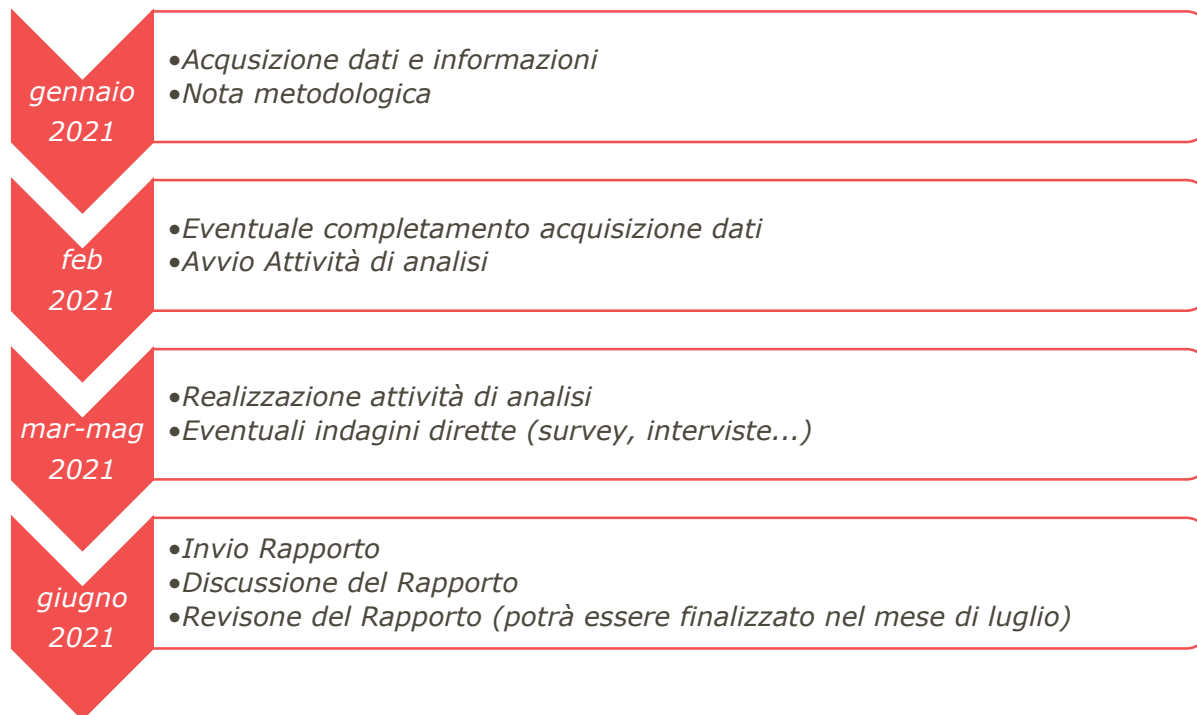 gennaio
2021
•Acqusizione dati e informazioni
•Nota metodologica
feb
2021
•Eventuale completamento acquisizione dati
•Avvio Attività di analisi
mar-mag
2021
•Realizzazione attività di analisi
•Eventuali indagini dirette (survey, interviste...)
giugno
2021
•Invio Rapporto
•Discussione del Rapporto
•Revisone del Rapporto (potrà essere finalizzato nel mese di luglio)